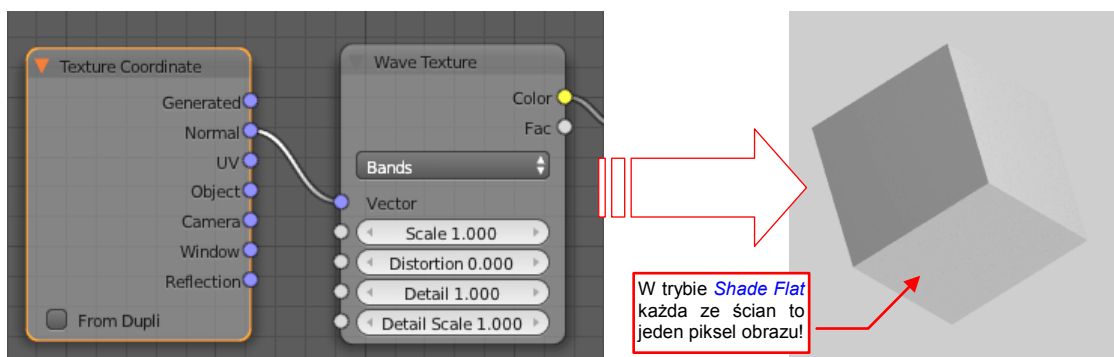 Texture Coordinate
Generated
Normal
UV
Object
Camera
Window
Reflection
From Dupli
Wave Texture
Color
Fac
Bands
Vector
Scale 1.000
Distortion 0.000
Detail 1.000
Detail Scale 1.000
W trybie Shade Flat
każda ze ścian to
jeden piksel obrazu!